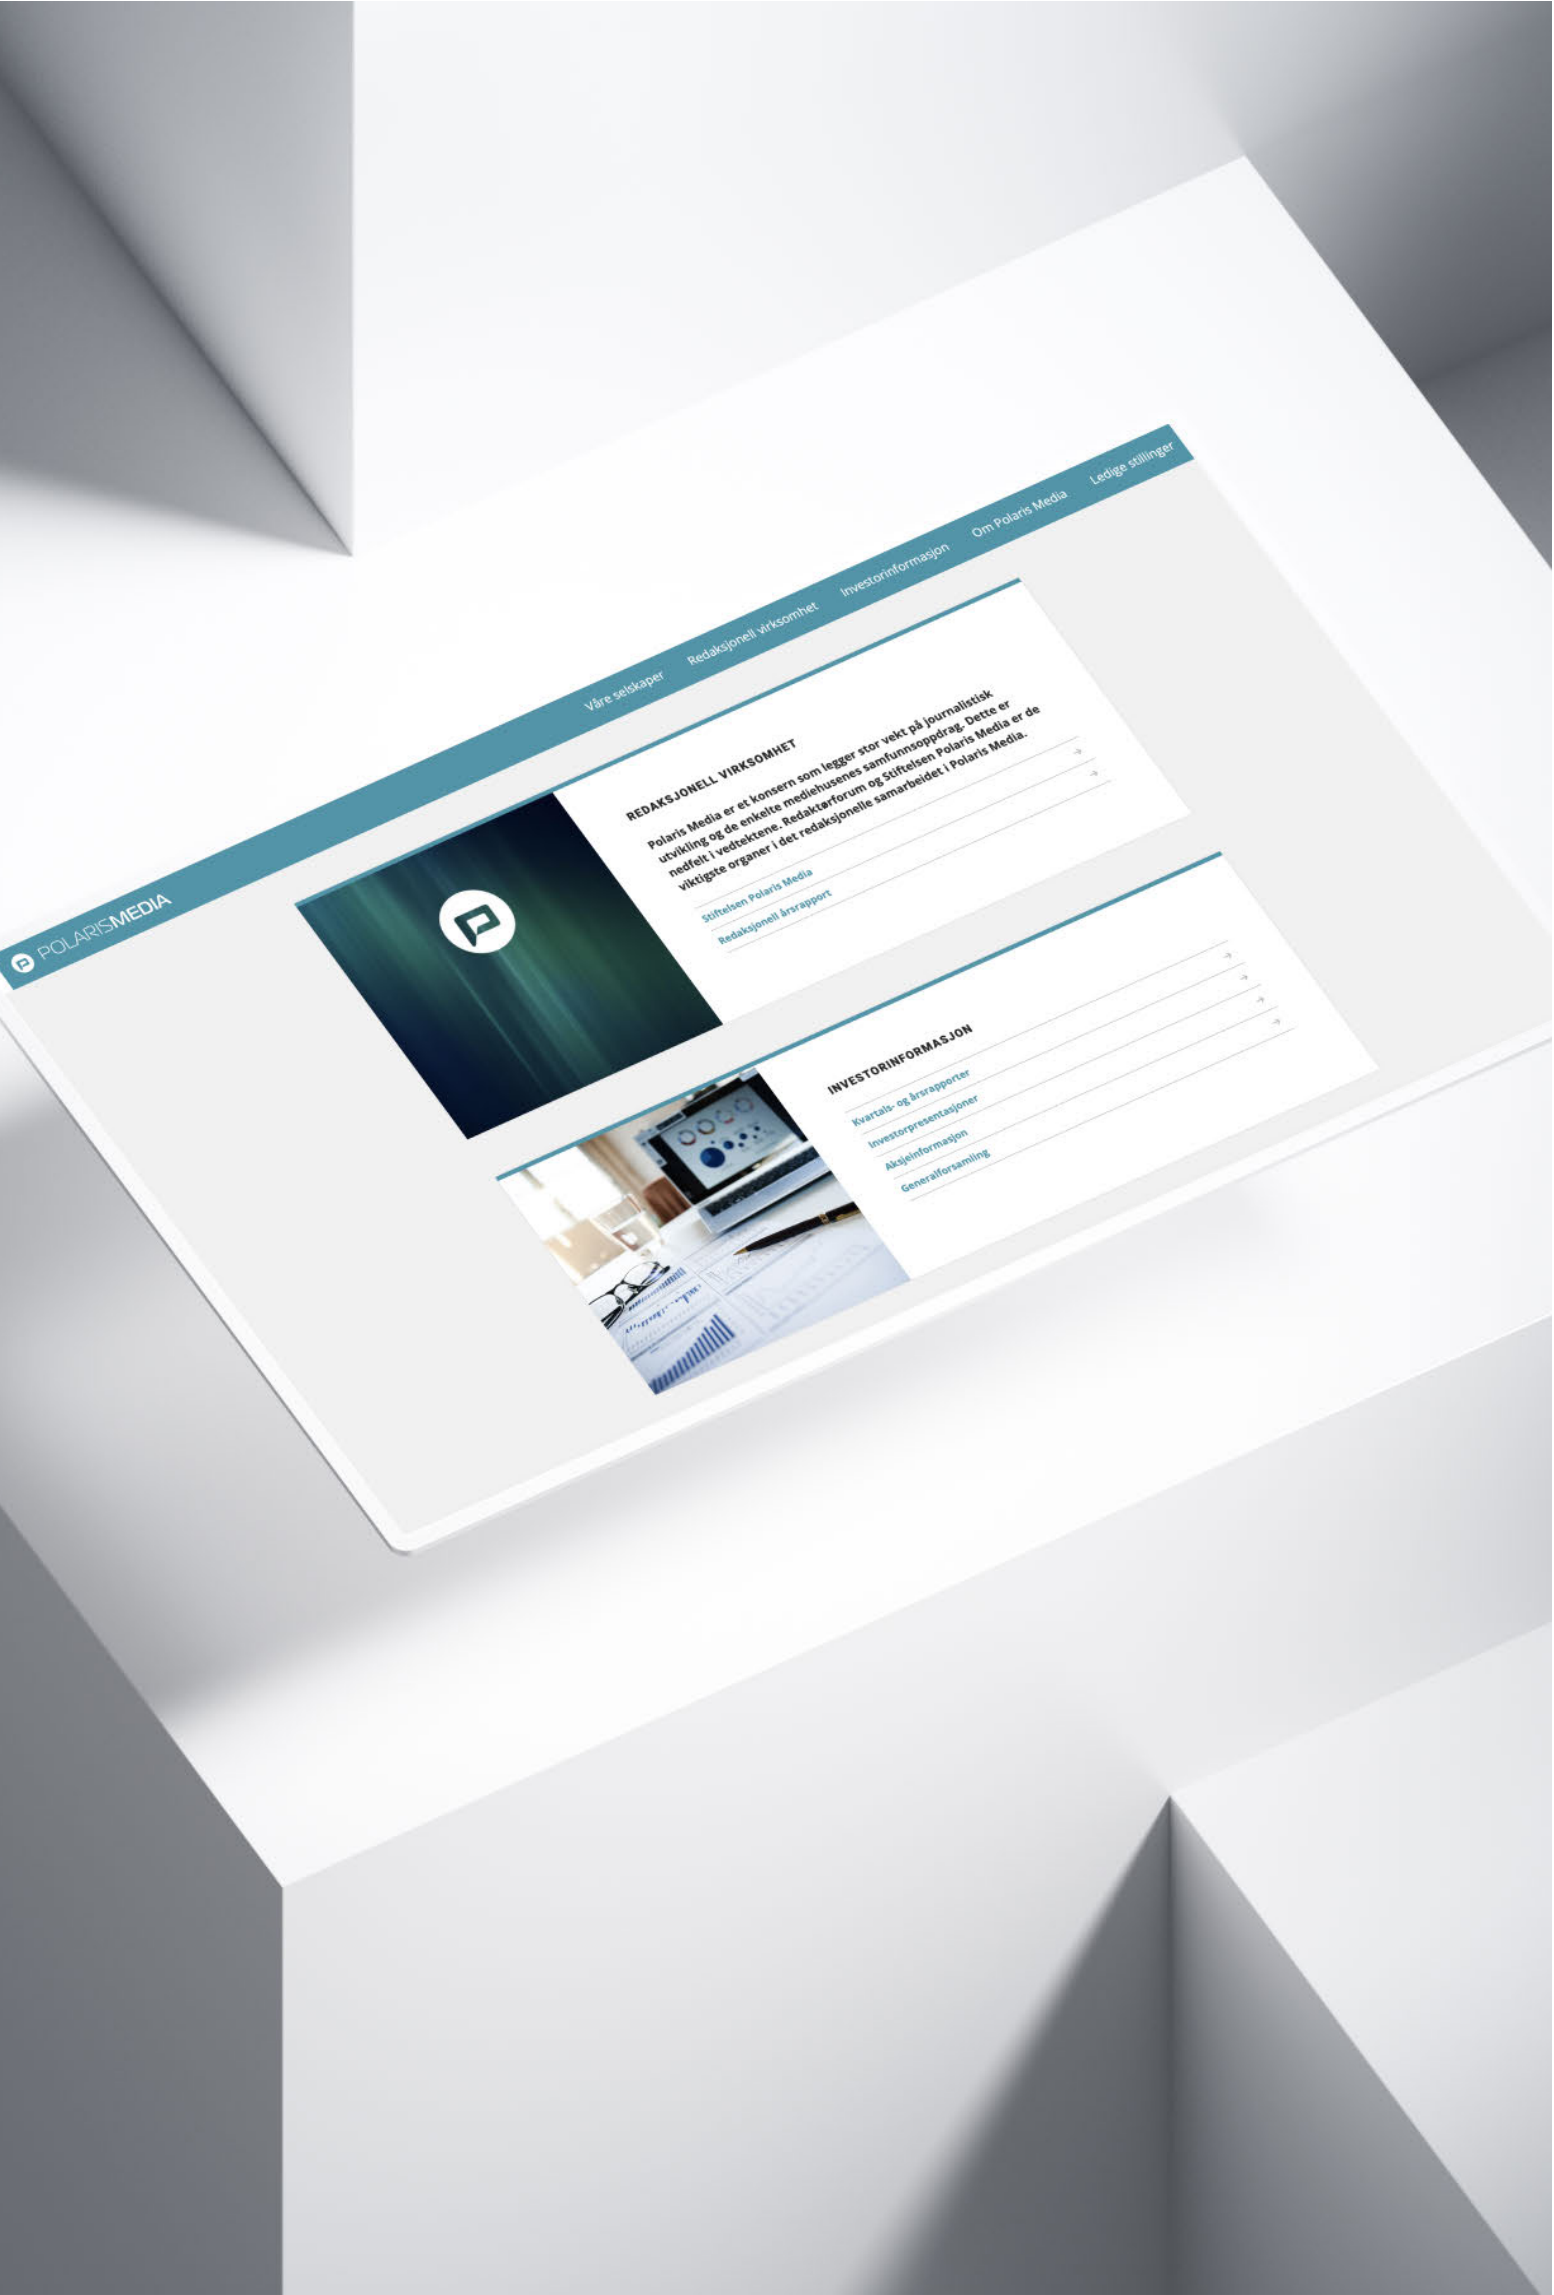 POLARISMEDIA
Våre selskaper
Redaksjonell virksomhet
Investorinformasjon
Om Polaris Media
Ledige stillinger
REDAKSJONELL VIRKSOMHET
Polaris Media er et konsern som legger stor vekt på journalistisk
utvikling og de enkelte mediehusenes samfunnsoppdrag. Dette er
nedfelt i vedtektene. Redaktørforum og Stiftelsen Polaris Media er de
viktigste organer i det redaksjonelle samarbeidet i Polaris Media.
Stiftelsen Polaris Media
Redaksjonell årsrapport
INVESTORINFORMASJON
Kvartals- og årsrapporter
Investorpresentasjoner
Aksjeinformasjon
Generalforsamling